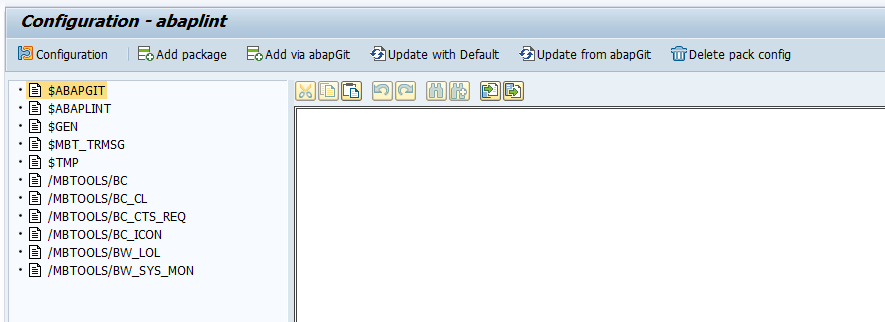 Configuration - abaplint
Configuration Add package Add via abapGit Update with Default Update from abapGit Delete pack config
$ABAPGIT
$ABAPLINT
$GEN
$MBT_TRMSG
$TMP
/MBTOOLS/BC
/MBTOOLS/BC_CL
/MBTOOLS/BC_CTS_REQ
/MBTOOLS/BC_ICON
/MBTOOLS/BW_LOL
/MBTOOLS/BW_SYS_MON